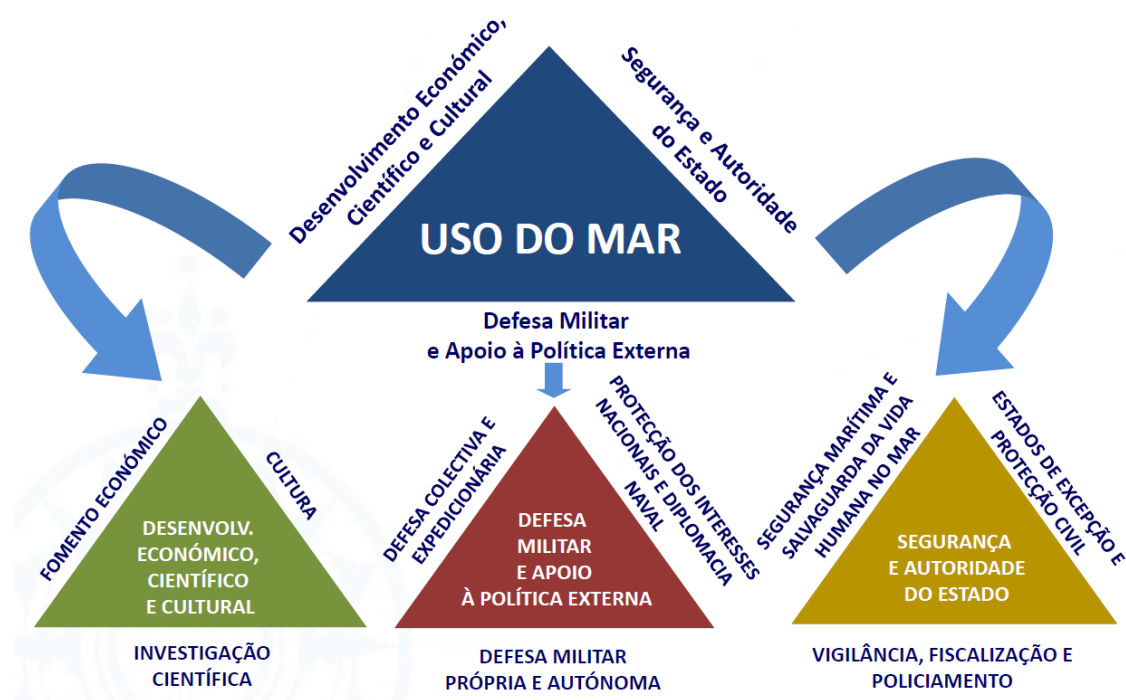 Desenvolvimento Económico,
Científico e Cultural
Segurança e Autoridade
do Estado
USO DO MAR
Defesa Militar
e Apoio à Política Externa
FOMENTO ECONÓMICO
CULTURA
DESENVOLV.
ECONÓMICO,
CIENTÍFICO
E CULTURAL
INVESTIGAÇÃO
CIENTÍFICA
DEFESA COLECTIVA E
EXPEDICIONÁRIA
PROTECÇÃO DOS INTERESSES
NACIONAIS E DIPLOMACIA
NAVAL
DEFESA
MILITAR
E APOIO
À POLÍTICA EXTERNA
DEFESA MILITAR
PRÓPRIA E AUTÓNOMA
SEGURANÇA MARÍTIMA E
SALVAGUARDA DA VIDA
HUMANA NO MAR
ESTADOS DE EXCEPÇÃO E
PROTECÇÃO CIVIL
SEGURANÇA
E AUTORIDADE
DO ESTADO
VIGILÂNCIA, FISCALIZAÇÃO E
POLICIAMENTO